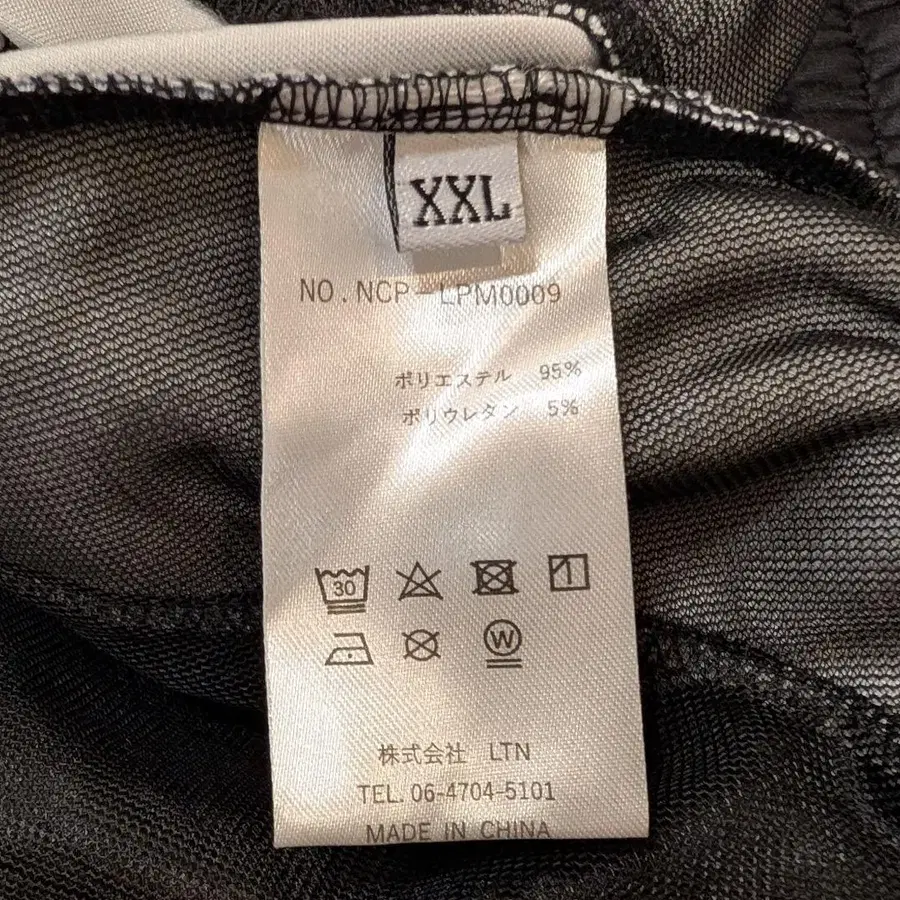 XXL
NO.NCP-LPM0009
ポリエステル 95%
ポリウレタン 5%
30
W
株式会社 LTN
TEL.06-4704-5101
MADE IN CHINA